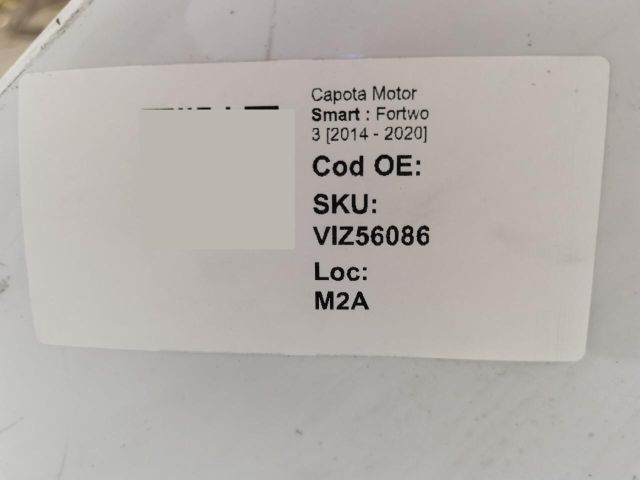 Capota Motor
Smart : Fortwo
3 [2014 - 2020]
Cod OE:
SKU:
VIZ56086
Loc:
M2A